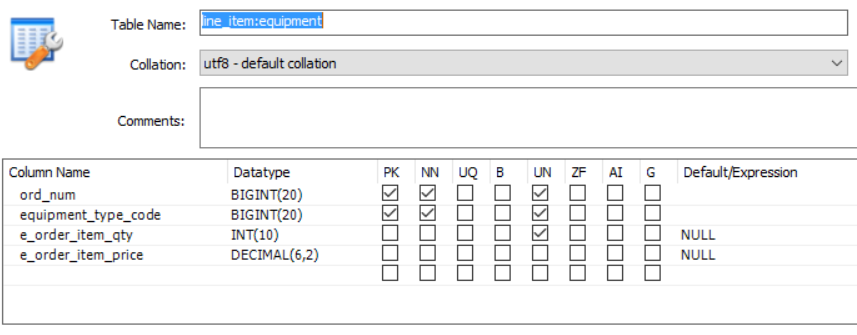 Table Name: line_item:equipment
Collation: utf8 - default collation
Comments:
Column Name Datatype PK NN UQ B UN ZF AI G Default/Expression
ord_num BIGINT(20)
equipment_type_code BIGINT(20)
e_order_item_qty INT(10) NULL
e_order_item_price DECIMAL(6,2) NULL